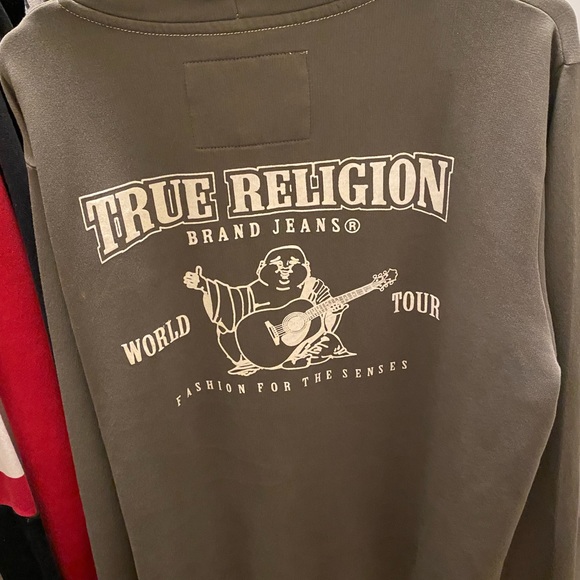 TRUE RELIGION
BRAND JEANS®
WORLD TOUR
FASHION FOR THE SENSES